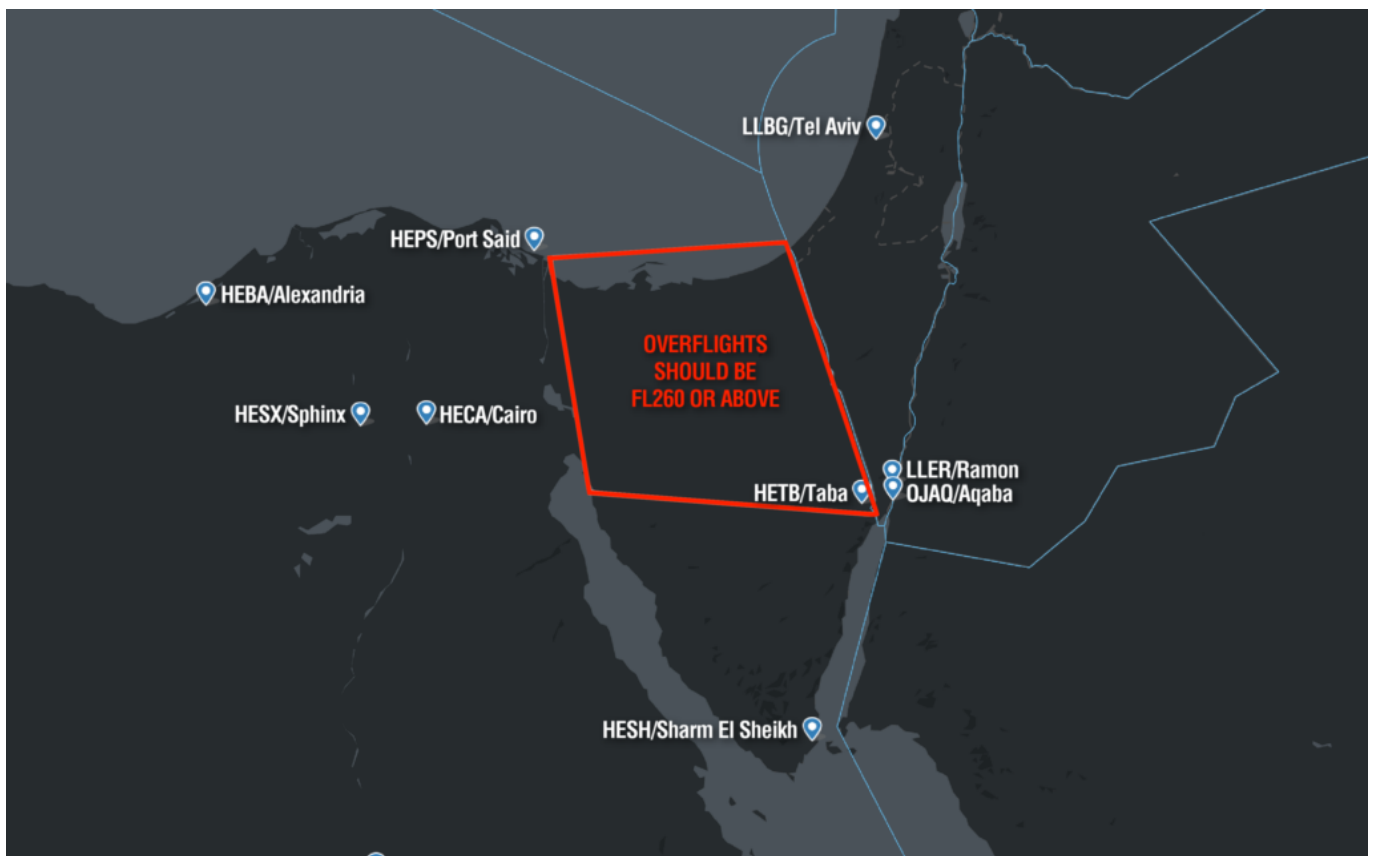 LLBG/Tel Aviv
HEPS/Port Said
HEBA/Alexandria
OVERFLIGHTS
SHOULD BE
FL260 OR ABOVE
HESX/Sphinx
HECA/Cairo
LLER/Ramon
HETB/Taba
OJAQ/Aqaba
HESH/Sharm El Sheikh